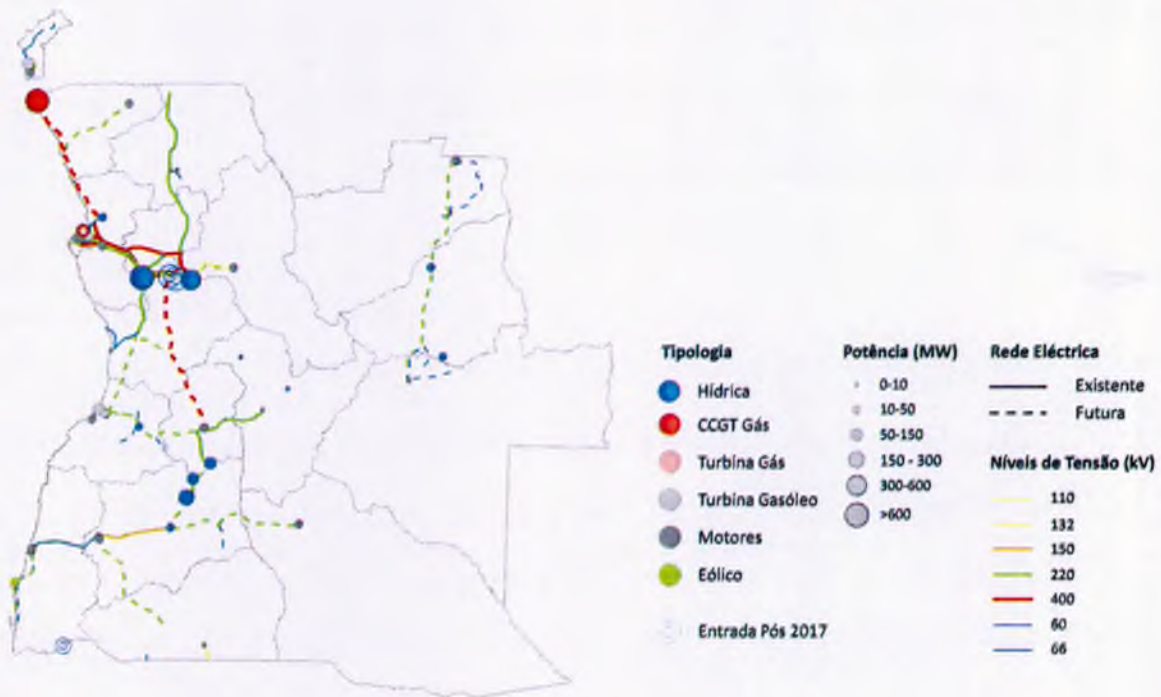 Tipologia
Hídrica
CCGT Gás
Turbina Gás
Turbina Gasóleo
Motores
Eólico
Entrada Pós 2017
Potência (MW)
0-10
10-50
50-150
150 - 300
300-600
>600
Rede Eléctrica
Existente
Futura
Níveis de Tensão (kV)
110
132
150
220
400
60
66